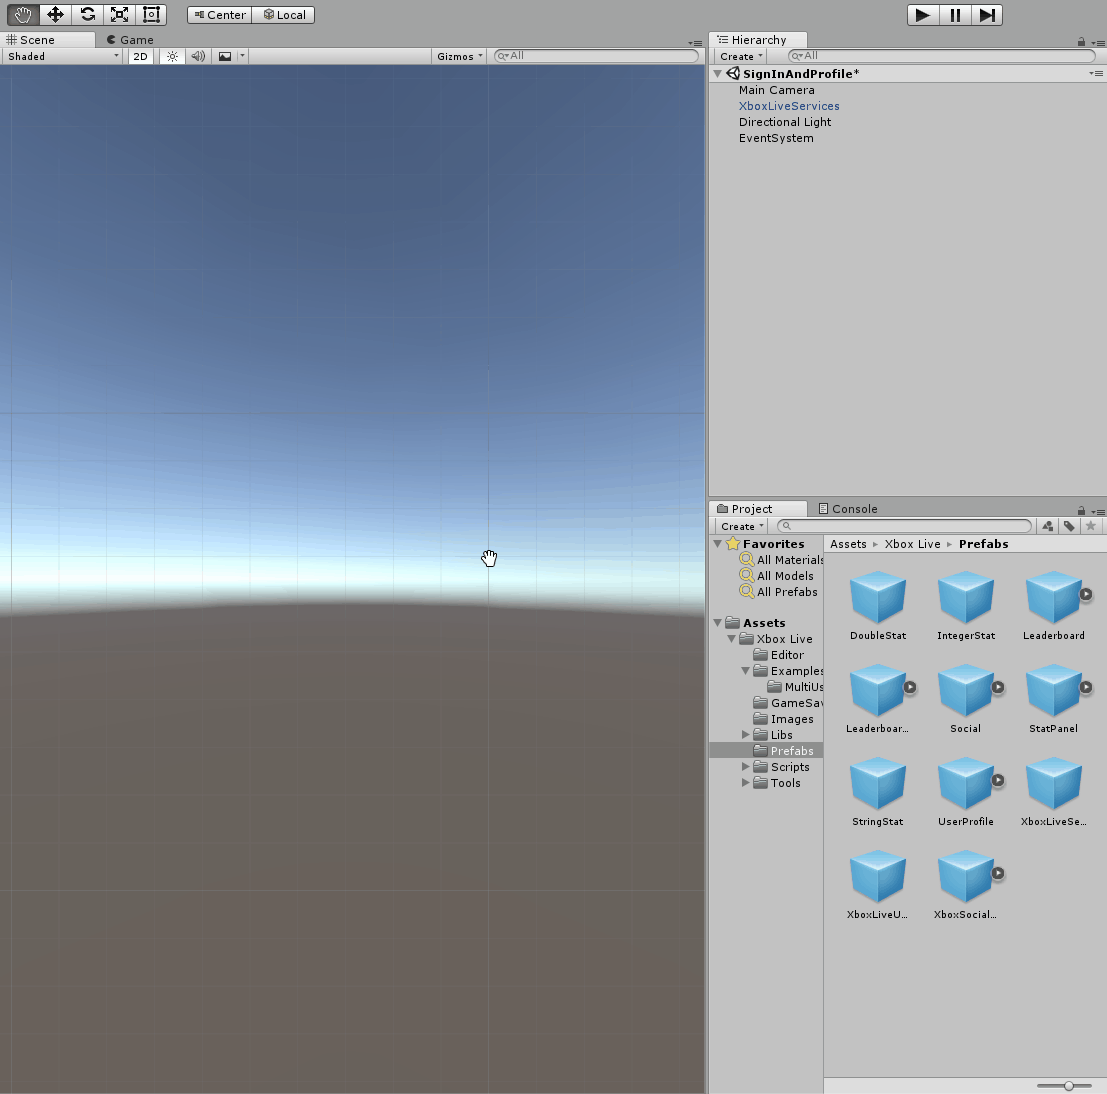 Center Local
Scene Game
Shaded 2D Gizmos All
Hierarchy
Create All
SignInAndProfile*
Main Camera
XboxLiveServices
Directional Light
EventSystem
Project Console
Create
Favorites
All Materials
All Models
All Prefabs
Assets
Xbox Live
Editor
Examples
MultiUs
GameSav
Images
Libs
Prefabs
Scripts
Tools
Assets Xbox Live Prefabs
DoubleStat IntegerStat Leaderboard
Leaderboar... Social StatPanel
StringStat UserProfile XboxLiveSe...
XboxLiveU... XboxSocial...